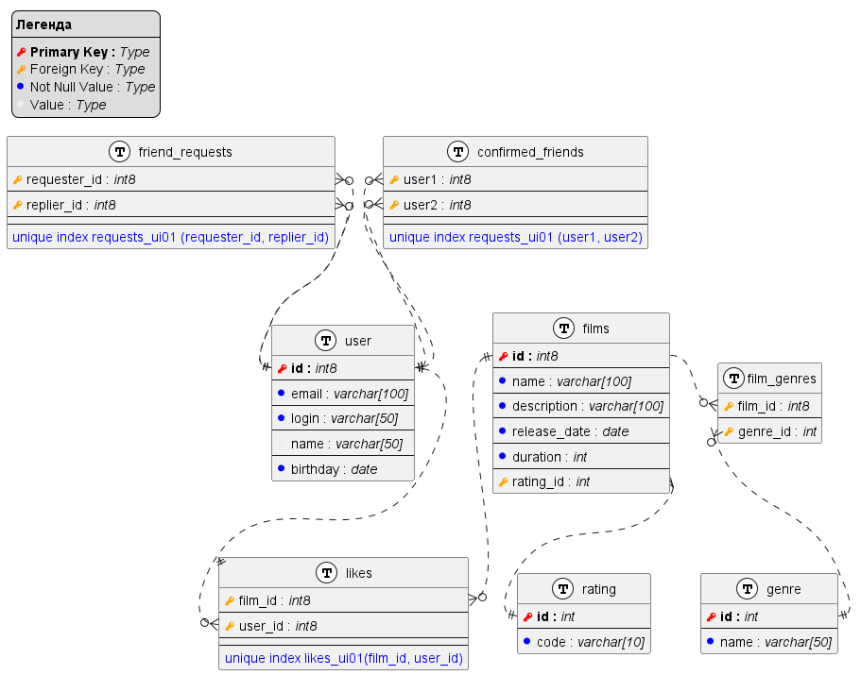 Легенда
Primary Key : Type
Foreign Key : Type
Not Null Value : Type
Value : Type
T friend_requests
requester_id : int8
replier_id : int8
unique index requests_ui01 (requester_id, replier_id)
T confirmed_friends
user1 : int8
user2 : int8
unique index requests_ui01 (user1, user2)
T user
id : int8
email : varchar[100]
login : varchar[50]
name : varchar[50]
birthday : date
T films
id : int8
name : varchar[100]
description : varchar[100]
release_date : date
duration : int
rating_id : int
T film_genres
film_id : int8
genre_id : int
T likes
film_id : int8
user_id : int8
unique index likes_ui01(film_id, user_id)
T rating
id : int
code : varchar[10]
T genre
id : int
name : varchar[50]